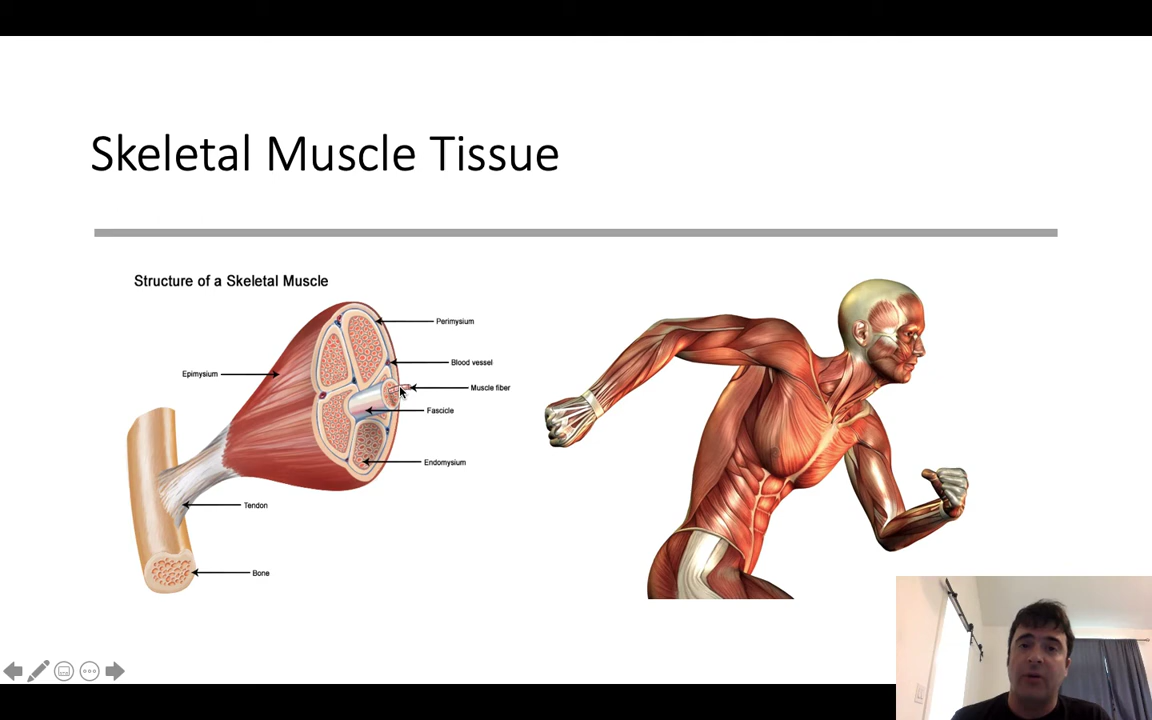 Skeletal Muscle Tissue
Structure of a Skeletal Muscle
Perimysium
Blood vessel
Epimysium
Muscle fiber
Fascicle
Endomysium
Tendon
Bone